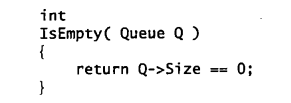 int
IsEmpty( Queue Q )
{
return Q->Size == 0;
}